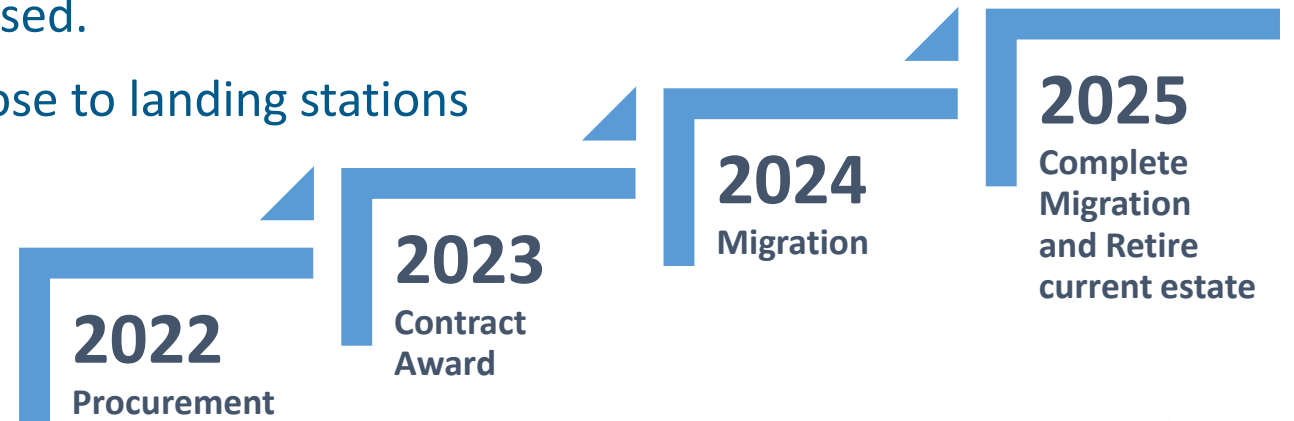 sed.
ose to landing stations
2022
Procurement
2023
Contract
Award
2024
Migration
2025
Complete
Migration
and Retire
current estate